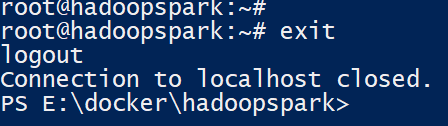 root@hadoopspark:~#
root@hadoopspark:~# exit
logout
Connection to localhost closed.
PS E:\docker\hadoopspark>